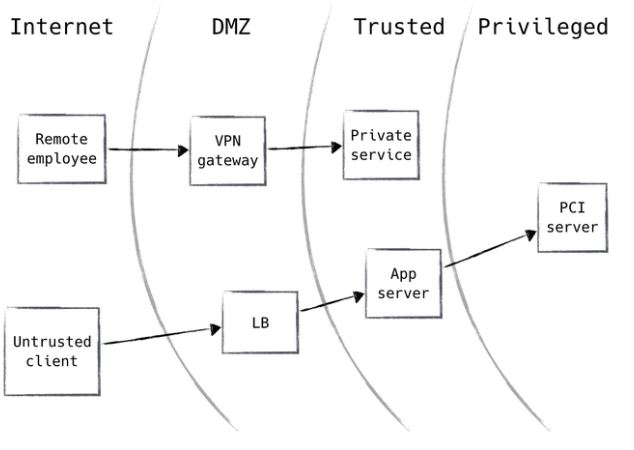 Internet
DMZ
Trusted
Privileged
Remote
employee
VPN
gateway
Private
service
PCI
server
App
server
LB
Untrusted
client